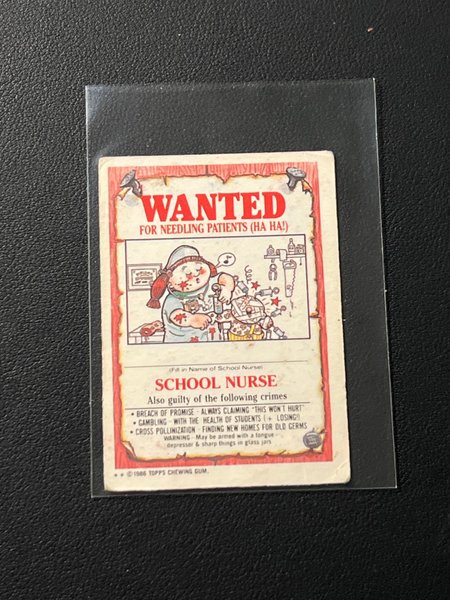 WANTED
FOR NEEDLING PATIENTS (HA HA!)
(Fill in Name of School Nurse)
SCHOOL NURSE
Also guilty of the following crimes
• BREACH OF PROMISE - ALWAYS CLAIMING "THIS WON'T HURT"
• GAMBLING - WITH THE HEALTH OF STUDENTS (+ LOSING!)
• CROSS POLLINIZATION - FINDING NEW HOMES FOR OLD GERMS
WARNING - May be armed with a tongue
depressor & sharp things in glass jars
** © 1986 TOPPS CHEWING GUM.